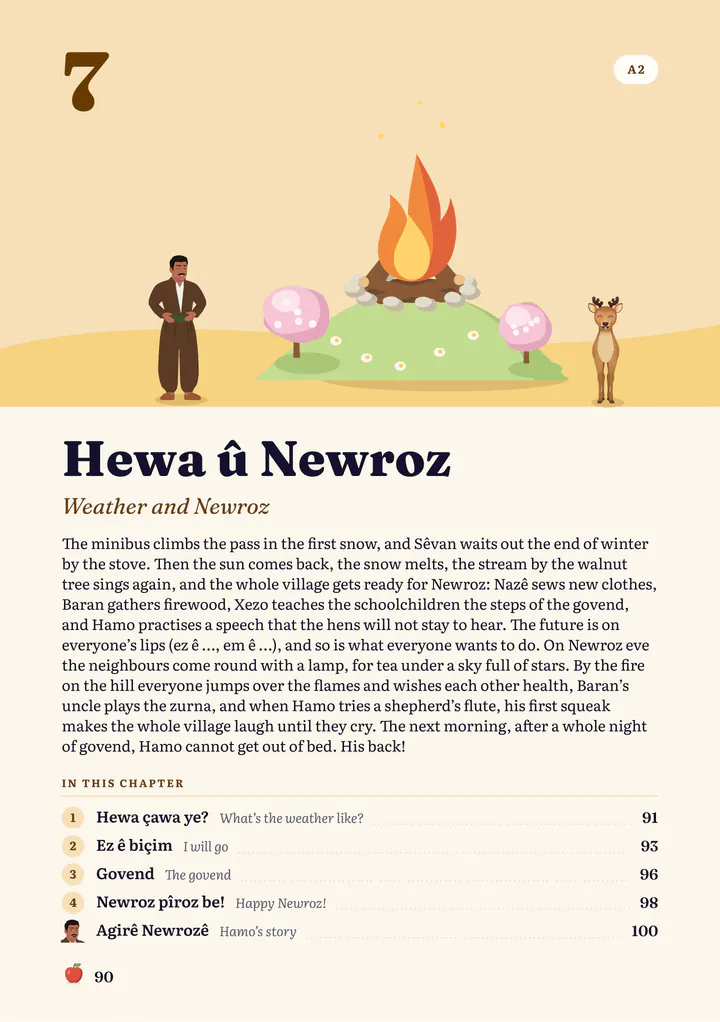 7
A2
Hewa û Newroz
Weather and Newroz
The minibus climbs the pass in the first snow, and Sêvan waits out the end of winter
by the stove. Then the sun comes back, the snow melts, the stream by the walnut
tree sings again, and the whole village gets ready for Newroz: Nazê sews new clothes,
Baran gathers firewood, Xezo teaches the schoolchildren the steps of the govend,
and Hamo practises a speech that the hens will not stay to hear. The future is on
everyone's lips (ez ê …, em ê …), and so is what everyone wants to do. On Newroz eve
the neighbours come round with a lamp, for tea under a sky full of stars. By the fire
on the hill everyone jumps over the flames and wishes each other health, Baran's
uncle plays the zurna, and when Hamo tries a shepherd's flute, his first squeak
makes the whole village laugh until they cry. The next morning, after a whole night
of govend, Hamo cannot get out of bed. His back!
IN THIS CHAPTER
1 Hewa çawa ye? What's the weather like? 91
2 Ez ê biçim I will go 93
3 Govend The govend 96
4 Newroz pîroz be! Happy Newroz! 98
Agirê Newrozê Hamo's story 100
90